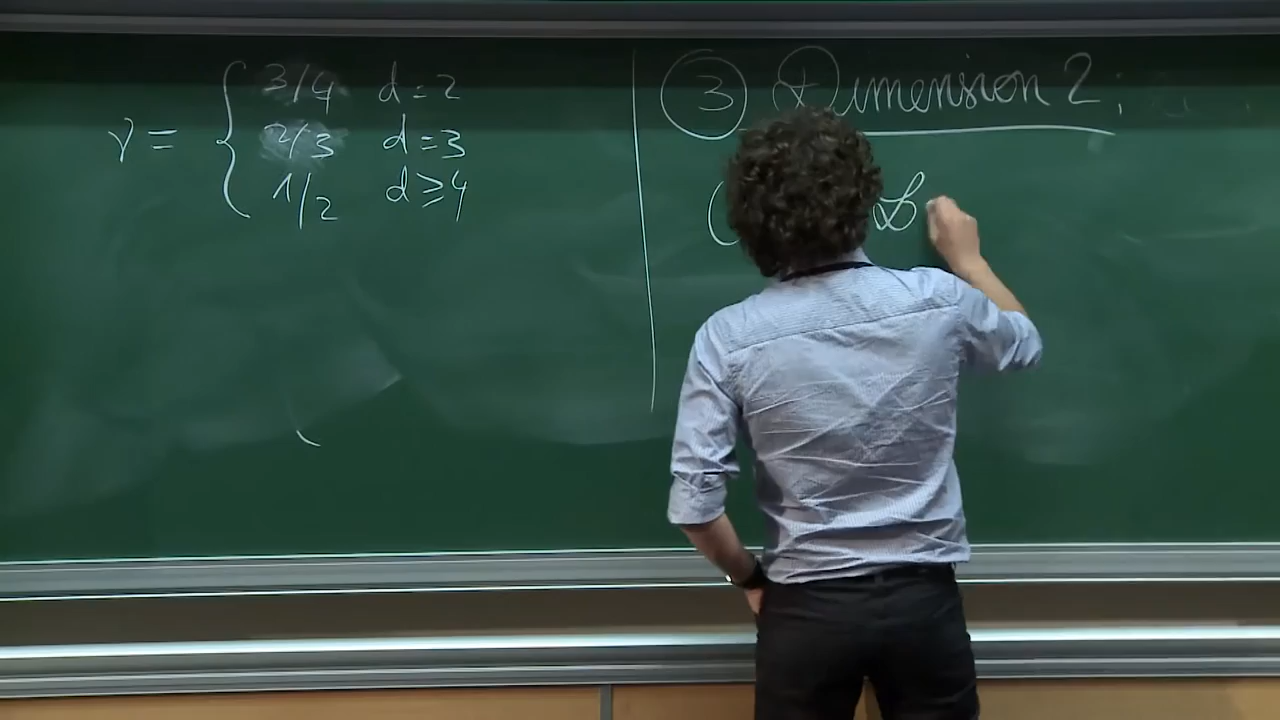 γ = { 3/4 d = 2
2/3 d = 3
1/2 d ≥ 4
③ Dimension 2 ;
(